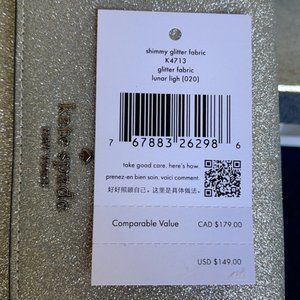 shimmy glitter fabric
K4713
glitter fabric
lunar ligh (020)
7 67883 26298 6
take good care. here's how.
prenez-en bien soin. voici comment.
好好照顧自己。这里是具体做法。
Comparable Value CAD $179.00
USD $149.00
kate spade
NEW YORK